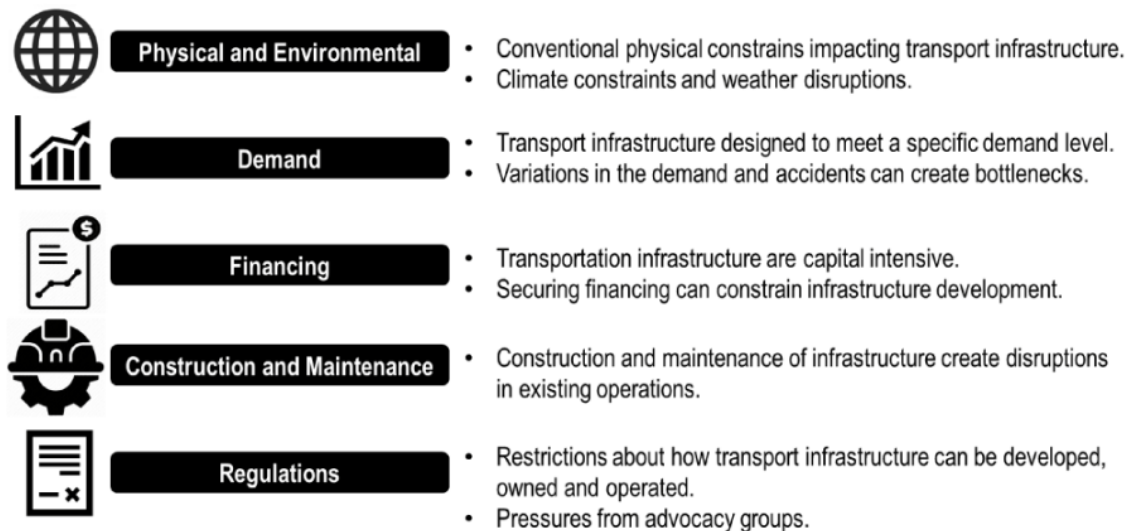 Physical and Environmental
• Conventional physical constrains impacting transport infrastructure.
• Climate constraints and weather disruptions.
Demand
• Transport infrastructure designed to meet a specific demand level.
• Variations in the demand and accidents can create bottlenecks.
$
Financing
• Transportation infrastructure are capital intensive.
• Securing financing can constrain infrastructure development.
Construction and Maintenance
• Construction and maintenance of infrastructure create disruptions
in existing operations.
Regulations
• Restrictions about how transport infrastructure can be developed,
owned and operated.
• Pressures from advocacy groups.